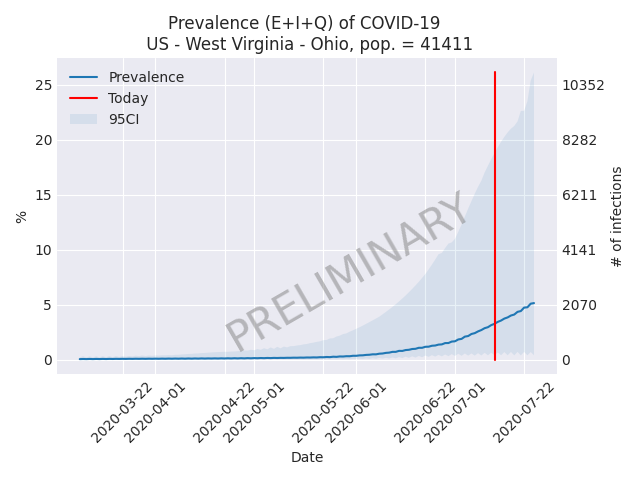 Prevalence (E+I+Q) of COVID-19
US - West Virginia - Ohio, pop. = 41411
Prevalence
Today
95CI
25
20
15
10
5
0
%
10352
8282
6211
4141
2070
0
# of infections
PRELIMINARY
2020-03-22
2020-04-01
2020-04-22
2020-05-01
2020-05-22
2020-06-01
2020-06-22
2020-07-01
2020-07-22
Date